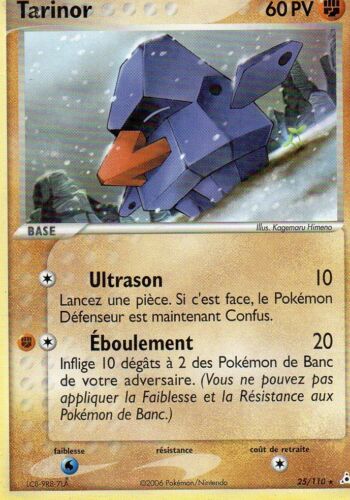 Tarinor
60 PV
Illus. Kagemaru Himeno
BASE
Ultrason 10
Lancez une pièce. Si c'est face, le Pokémon
Défenseur est maintenant Confus.
Éboulement 20
Inflige 10 dégâts à 2 des Pokémon de Banc
de votre adversaire. (Vous ne pouvez pas
appliquer la Faiblesse et la Résistance aux
Pokémon de Banc.)
faiblesse résistance coût de retraite
LCB-9R8-7LA ©2006 Pokémon/Nintendo 25/110 ★